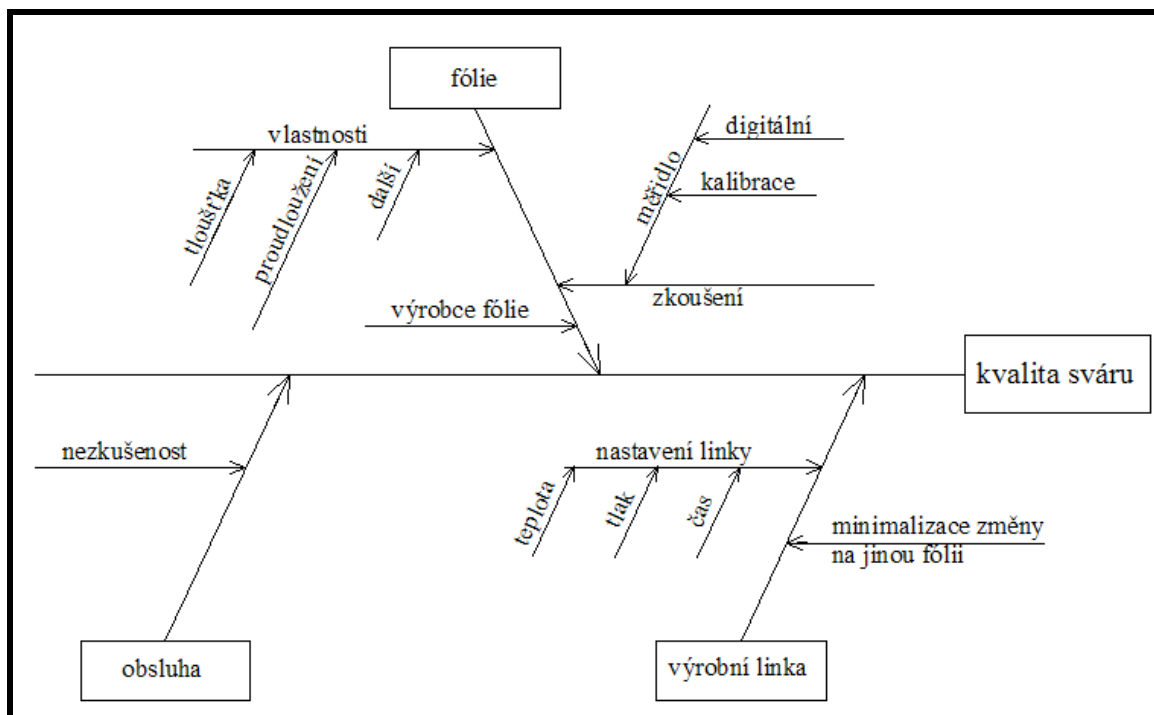 fólie
vlastnosti
digitální
měřidlo
kalibrace
tloušťka
proudloužení
další
zkoušení
výrobce fólie
kvalita sváru
nezkušenost
nastavení linky
teplota
tlak
čas
minimalizace změny
na jinou fólii
obsluha
výrobní linka